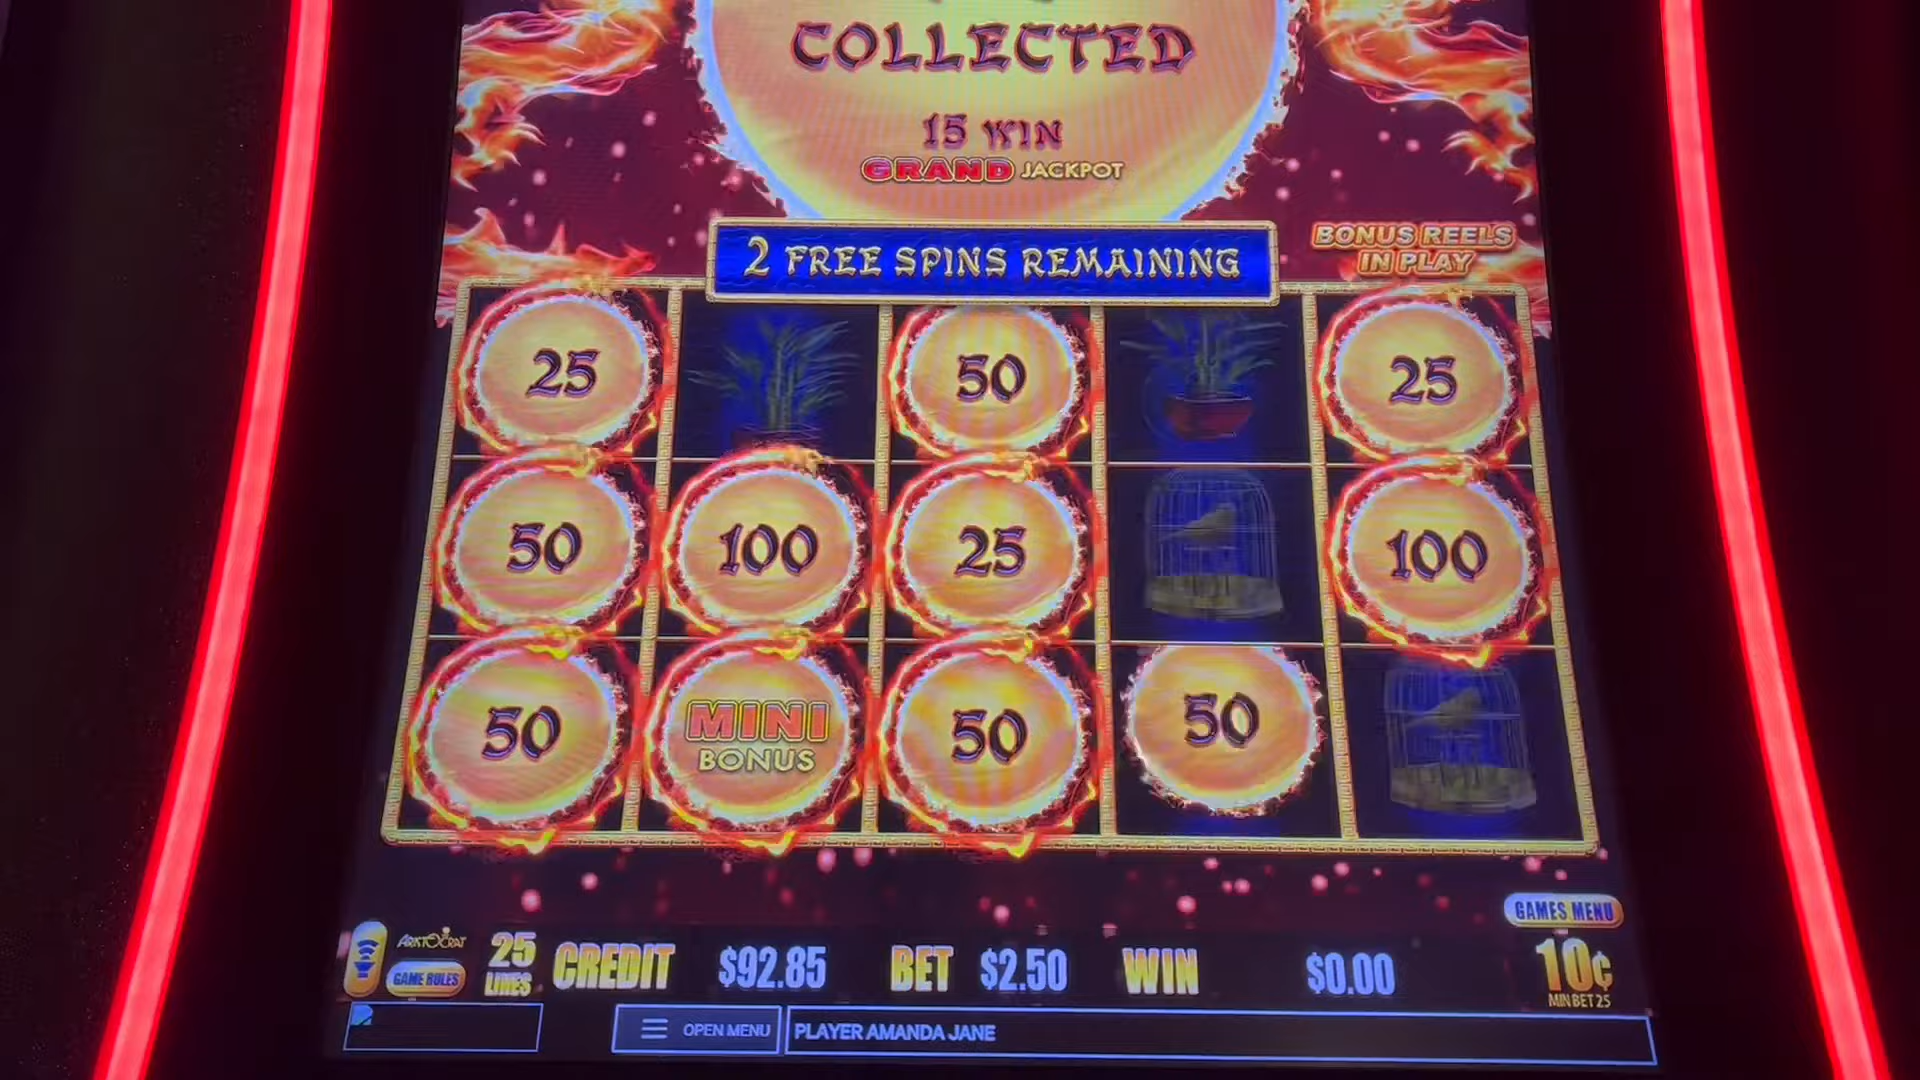 COLLECTED
15 WIN
GRAND JACKPOT
2 FREE SPINS REMAINING
BONUS REELS
IN PLAY
25
50
25
50
100
25
100
50
MINI
BONUS
50
50
GAMES MENU
ARISTOCRAT
GAME RULES
25
LINES
CREDIT $92.85
BET $2.50
WIN $0.00
10¢
MIN BET 25
OPEN MENU
PLAYER AMANDA JANE